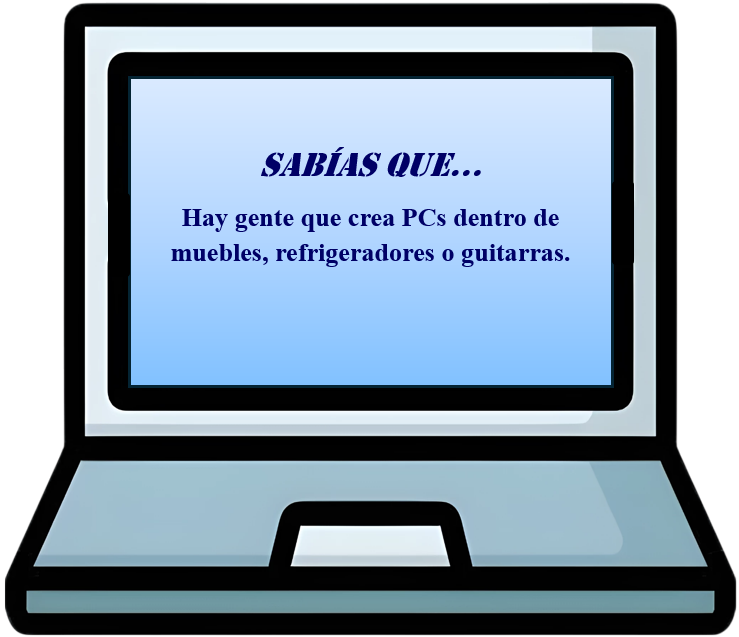 SABÍAS QUE...
Hay gente que crea PCs dentro de
muebles, refrigeradores o guitarras.